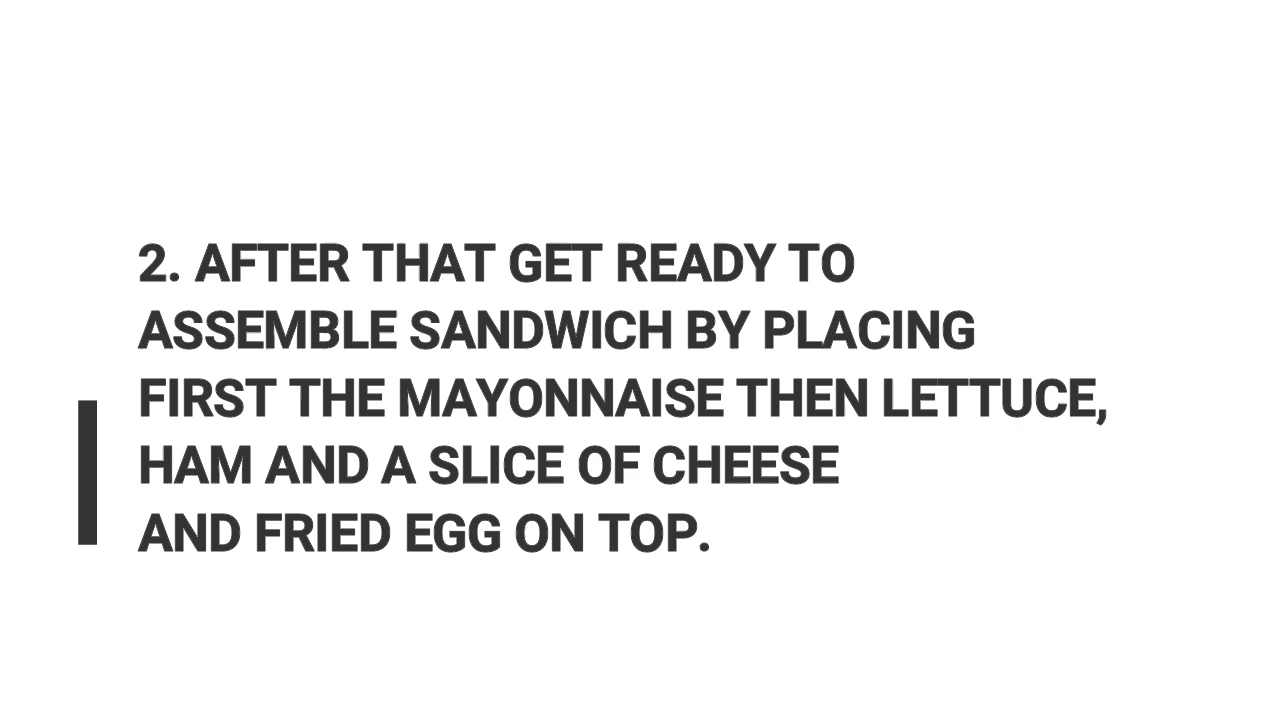 2. AFTER THAT GET READY TO
ASSEMBLE SANDWICH BY PLACING
FIRST THE MAYONNAISE THEN LETTUCE,
HAM AND A SLICE OF CHEESE
AND FRIED EGG ON TOP.